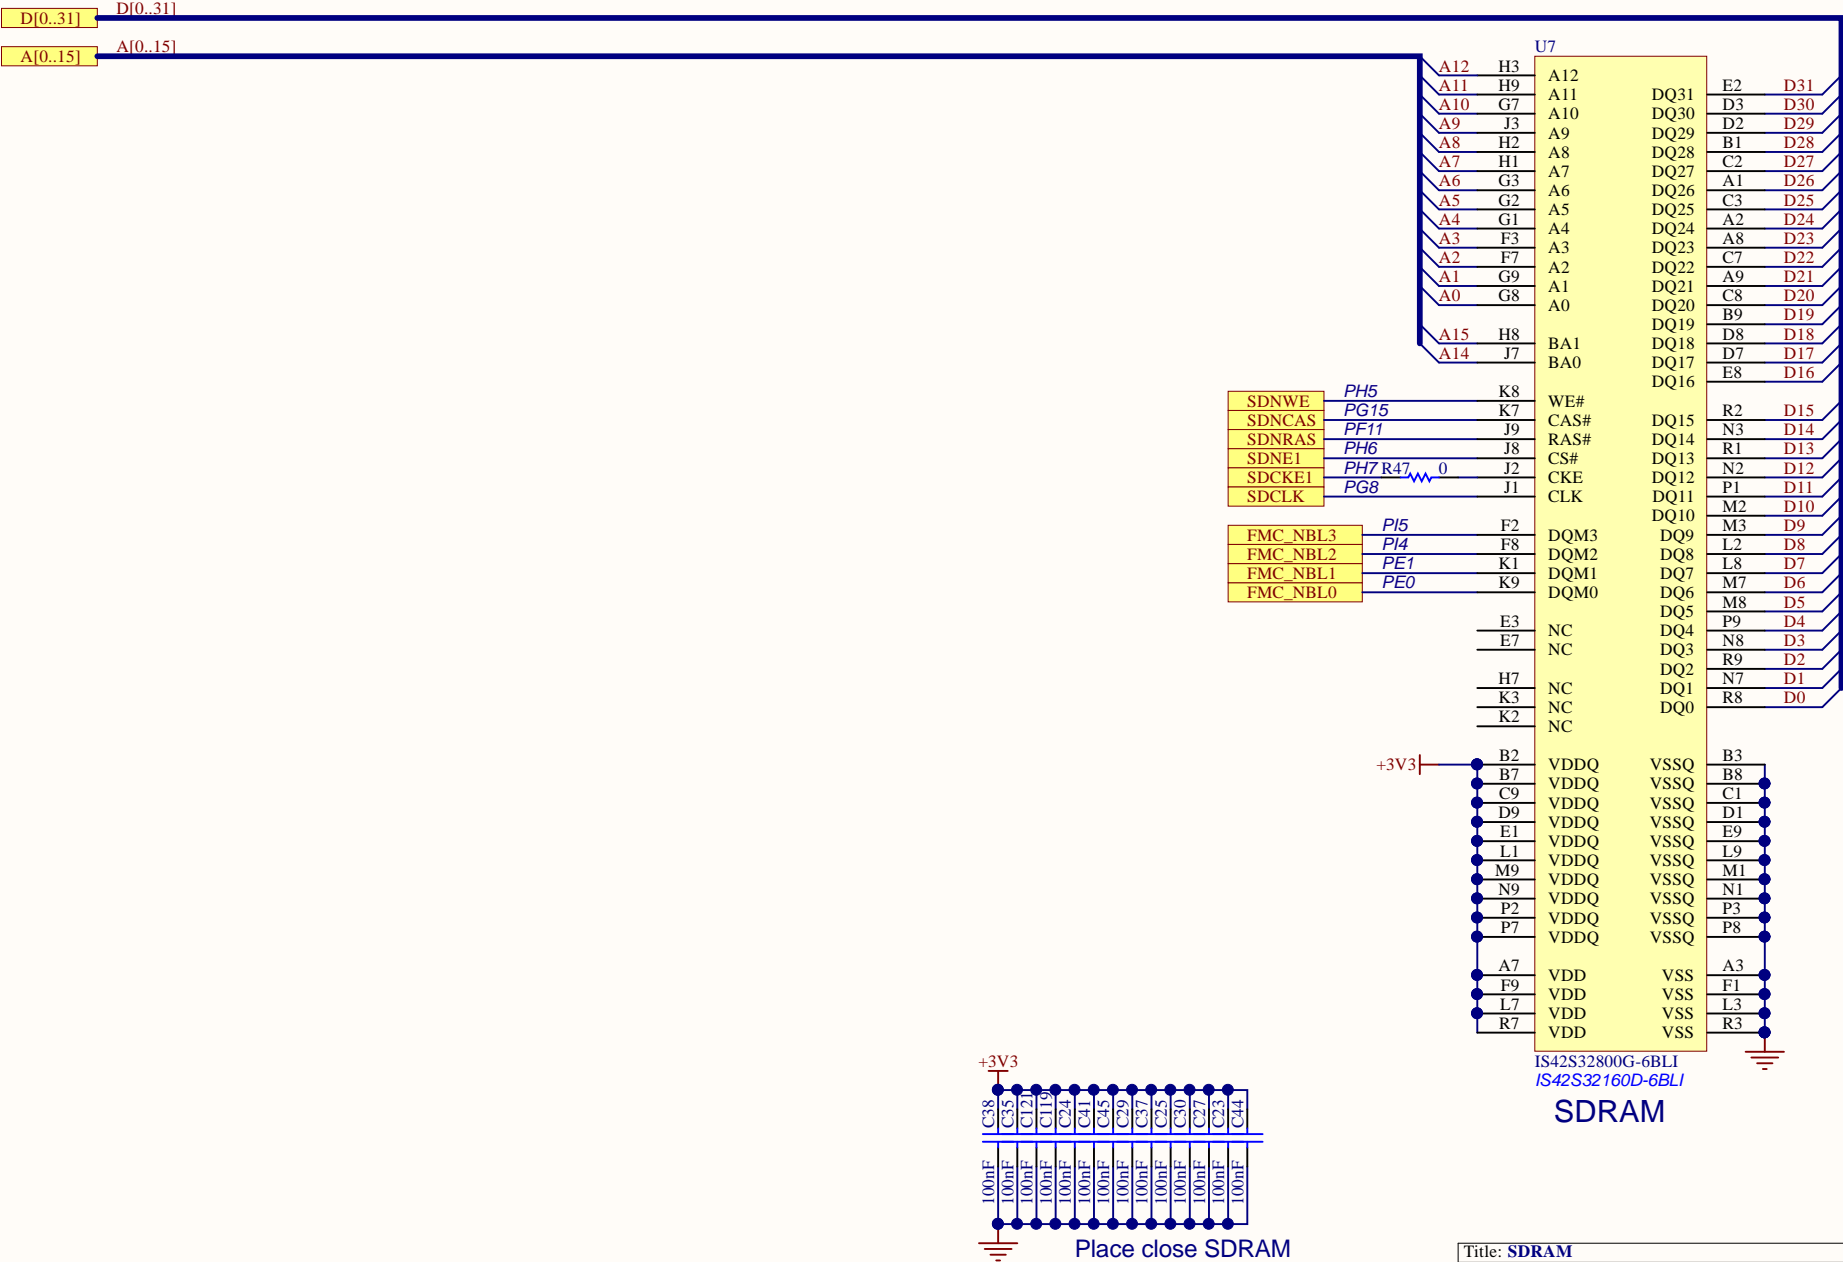 D[0..31] D[0..31]
A[0..15] A[0..15]
U7
A12 H3 A12
A11 H9 A11
A10 G7 A10
A9 J3 A9
A8 H2 A8
A7 H1 A7
A6 G3 A6
A5 G2 A5
A4 G1 A4
A3 F3 A3
A2 F7 A2
A1 G9 A1
A0 G8 A0
A15 H8 BA1
A14 J7 BA0
SDNWE PH5 K8 WE#
SDNCAS PG15 K7 CAS#
SDNRAS PF11 J9 RAS#
SDNE1 PH6 J8 CS#
SDCKE1 PH7 R47 0 J2 CKE
SDCLK PG8 J1 CLK
FMC_NBL3 PI5 F2 DQM3
FMC_NBL2 PI4 F8 DQM2
FMC_NBL1 PE1 K1 DQM1
FMC_NBL0 PE0 K9 DQM0
E3 NC
E7 NC
H7 NC
K3 NC
K2 NC
+3V3 B2 VDDQ
B7 VDDQ
C9 VDDQ
D9 VDDQ
E1 VDDQ
L1 VDDQ
M9 VDDQ
N9 VDDQ
P2 VDDQ
P7 VDDQ
A7 VDD
F9 VDD
L7 VDD
R7 VDD
DQ31 E2 D31
DQ30 D3 D30
DQ29 D2 D29
DQ28 B1 D28
DQ27 C2 D27
DQ26 A1 D26
DQ25 C3 D25
DQ24 A2 D24
DQ23 A8 D23
DQ22 C7 D22
DQ21 A9 D21
DQ20 C8 D20
DQ19 B9 D19
DQ18 D8 D18
DQ17 D7 D17
DQ16 E8 D16
DQ15 R2 D15
DQ14 N3 D14
DQ13 R1 D13
DQ12 N2 D12
DQ11 P1 D11
DQ10 M2 D10
DQ9 M3 D9
DQ8 L2 D8
DQ7 L8 D7
DQ6 M7 D6
DQ5 M8 D5
DQ4 P9 D4
DQ3 N8 D3
DQ2 R9 D2
DQ1 N7 D1
DQ0 R8 D0
VSSQ B3
VSSQ B8
VSSQ C1
VSSQ D1
VSSQ E9
VSSQ L9
VSSQ M1
VSSQ N1
VSSQ P3
VSSQ P8
VSS A3
VSS F1
VSS L3
VSS R3
IS42S32800G-6BLI
IS42S32160D-6BLI
SDRAM
+3V3
C38 C35 C121 C119 C24 C41 C45 C29 C37 C25 C30 C27 C23 C44
100nF 100nF 100nF 100nF 100nF 100nF 100nF 100nF 100nF 100nF 100nF 100nF 100nF 100nF
Place close SDRAM
Title: SDRAM